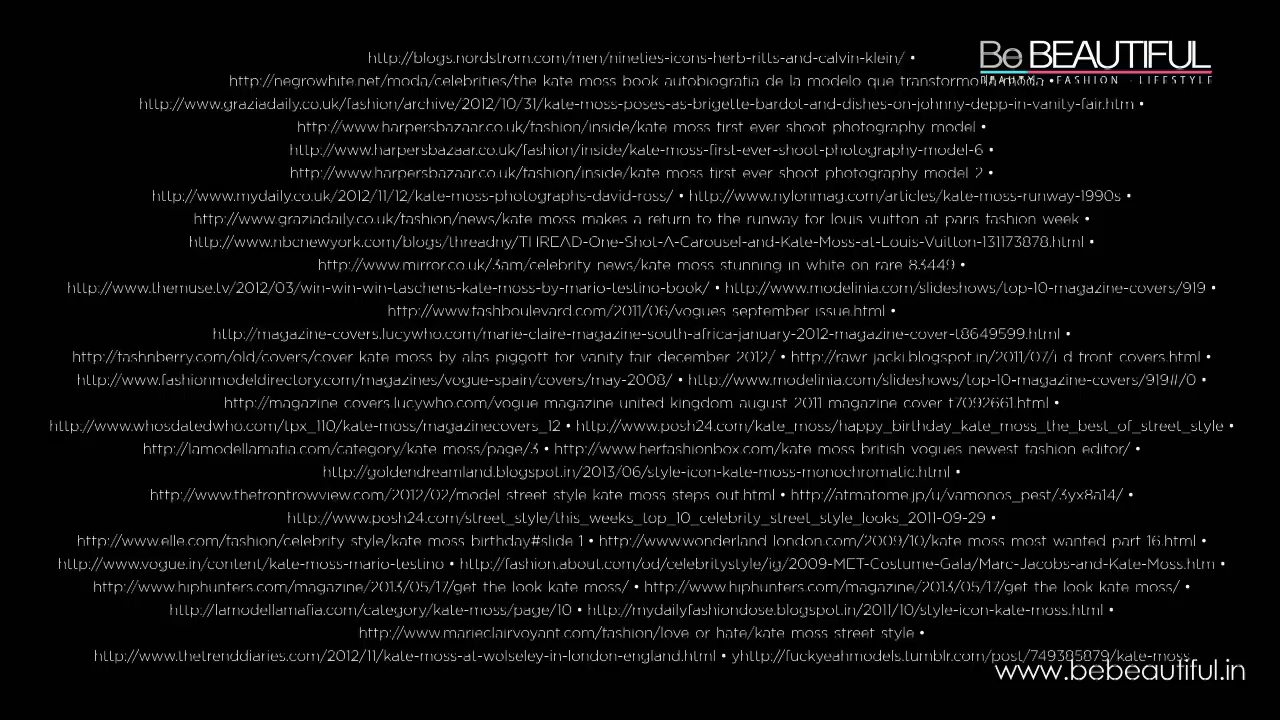 Be BEAUTIFUL
BEAUTY · FASHION · LIFESTYLE
http://blogs.nordstrom.com/men/nineties-icons-herb-ritts-and-calvin-klein/ •
http://negrowhite.net/moda/celebrities/the-kate-moss-book-autobiografia-de-la-modelo-que-transformo-la-moda •
http://www.graziadaily.co.uk/fashion/archive/2012/10/31/kate-moss-poses-as-brigette-bardot-and-dishes-on-johnny-depp-in-vanity-fair.htm •
http://www.harpersbazaar.co.uk/fashion/inside/kate-moss-first-ever-shoot-photography-model •
http://www.harpersbazaar.co.uk/fashion/inside/kate-moss-first-ever-shoot-photography-model-6 •
http://www.harpersbazaar.co.uk/fashion/inside/kate-moss-first-ever-shoot-photography-model-2 •
http://www.mydaily.co.uk/2012/11/12/kate-moss-photographs-david-ross/ • http://www.nylonmag.com/articles/kate-moss-runway-1990s •
http://www.graziadaily.co.uk/fashion/news/kate-moss-makes-a-return-to-the-runway-for-louis-vuitton-at-paris-fashion-week •
http://www.nbcnewyork.com/blogs/threadny/THREAD-One-Shot-A-Carousel-and-Kate-Moss-at-Louis-Vuitton-131173878.html •
http://www.mirror.co.uk/3am/celebrity-news/kate-moss-stunning-in-white-on-rare-83449 •
http://www.themuse.tv/2012/03/win-win-win-taschens-kate-moss-by-mario-testino-book/ • http://www.modelinia.com/slideshows/top-10-magazine-covers/919 •
http://www.fashboulevard.com/2011/06/vogues-september-issue.html •
http://magazine-covers.lucywho.com/marie-claire-magazine-south-africa-january-2012-magazine-cover-t8649599.html •
http://fashnberry.com/old/covers/cover-kate-moss-by-alas-piggott-for-vanity-fair-december-2012/ • http://rawr-jacki.blogspot.in/2011/07/i-d-front-covers.html •
http://www.fashionmodeldirectory.com/magazines/vogue-spain/covers/may-2008/ • http://www.modelinia.com/slideshows/top-10-magazine-covers/919#/0 •
http://magazine-covers.lucywho.com/vogue-magazine-united-kingdom-august-2011-magazine-cover-t7092661.html •
http://www.whosdatedwho.com/tpx_110/kate-moss/magazinecovers_12 • http://www.posh24.com/kate_moss/happy_birthday_kate_moss_the_best_of_street_style •
http://lamodellamafia.com/category/kate-moss/page/3 • http://www.herfashionbox.com/kate-moss-british-vogues-newest-fashion-editor/ •
http://goldendreamland.blogspot.in/2013/06/style-icon-kate-moss-monochromatic.html •
http://www.thefrontrowview.com/2012/02/model-street-style-kate-moss-steps-out.html • http://atmatome.jp/u/vamonos_pest/3yx8a14/ •
http://www.posh24.com/street_style/this_weeks_top_10_celebrity_street_style_looks_2011-09-29 •
http://www.elle.com/fashion/celebrity-style/kate-moss-birthday#slide-1 • http://www.wonderland-london.com/2009/10/kate-moss-most-wanted-part-16.html •
http://www.vogue.in/content/kate-moss-mario-testino • http://fashion.about.com/od/celebritystyle/ig/2009-MET-Costume-Gala/Marc-Jacobs-and-Kate-Moss.htm •
http://www.hiphunters.com/magazine/2013/05/17/get-the-look-kate-moss/ • http://www.hiphunters.com/magazine/2013/05/17/get-the-look-kate-moss/ •
http://lamodellamafia.com/category/kate-moss/page/10 • http://mydailyfashiondose.blogspot.in/2011/10/style-icon-kate-moss.html •
http://www.marieclairvoyant.com/fashion/love-or-hate/kate-moss-street-style •
http://www.thetrenddiaries.com/2012/11/kate-moss-at-wolseley-in-london-england.html • yhttp://fuckyeahmodels.tumblr.com/post/749385879/kate-moss
www.bebeautiful.in